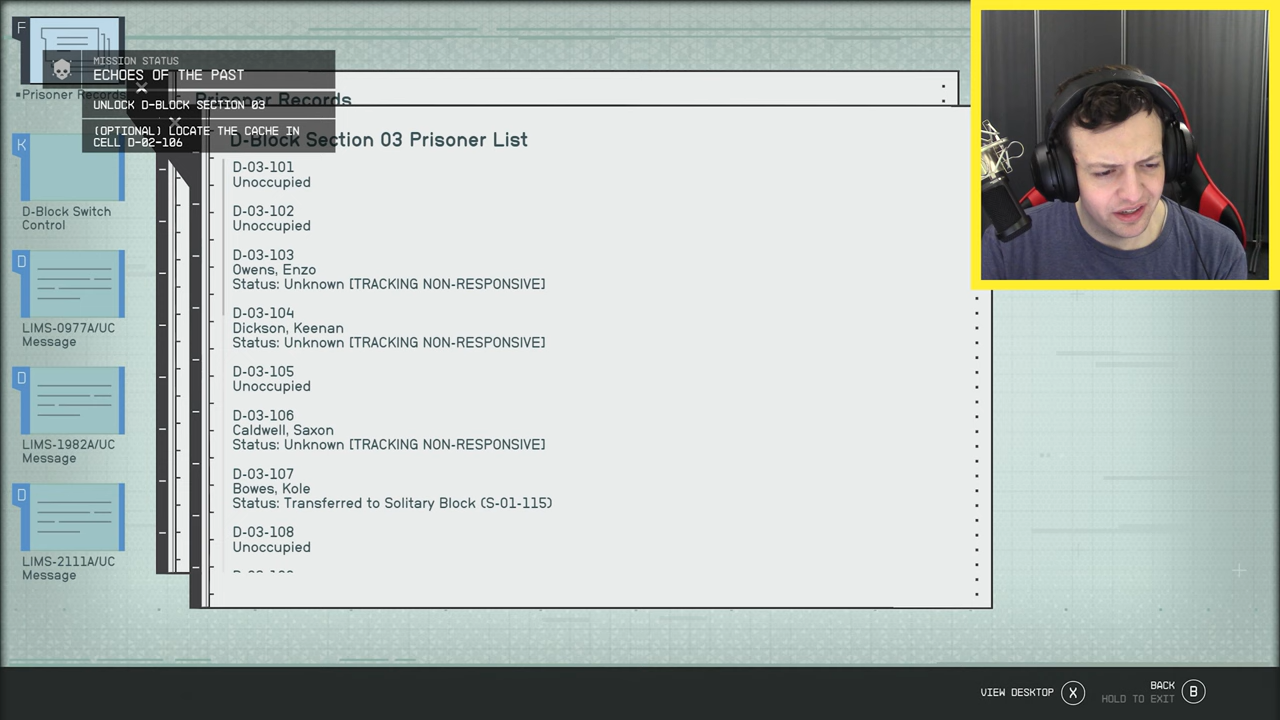 F
Prisoner Records
MISSION STATUS
ECHOES OF THE PAST
UNLOCK D-BLOCK SECTION 03
(OPTIONAL) LOCATE THE CACHE IN
CELL D-02-106
K
D-Block Switch
Control
D
LIMS-0977A/UC
Message
D
LIMS-1982A/UC
Message
D
LIMS-2111A/UC
Message
Prisoner Records
D-Block Section 03 Prisoner List
D-03-101
Unoccupied
D-03-102
Unoccupied
D-03-103
Owens, Enzo
Status: Unknown [TRACKING NON-RESPONSIVE]
D-03-104
Dickson, Keenan
Status: Unknown [TRACKING NON-RESPONSIVE]
D-03-105
Unoccupied
D-03-106
Caldwell, Saxon
Status: Unknown [TRACKING NON-RESPONSIVE]
D-03-107
Bowes, Kole
Status: Transferred to Solitary Block (S-01-115)
D-03-108
Unoccupied
VIEW DESKTOP X
BACK
HOLD TO EXIT B